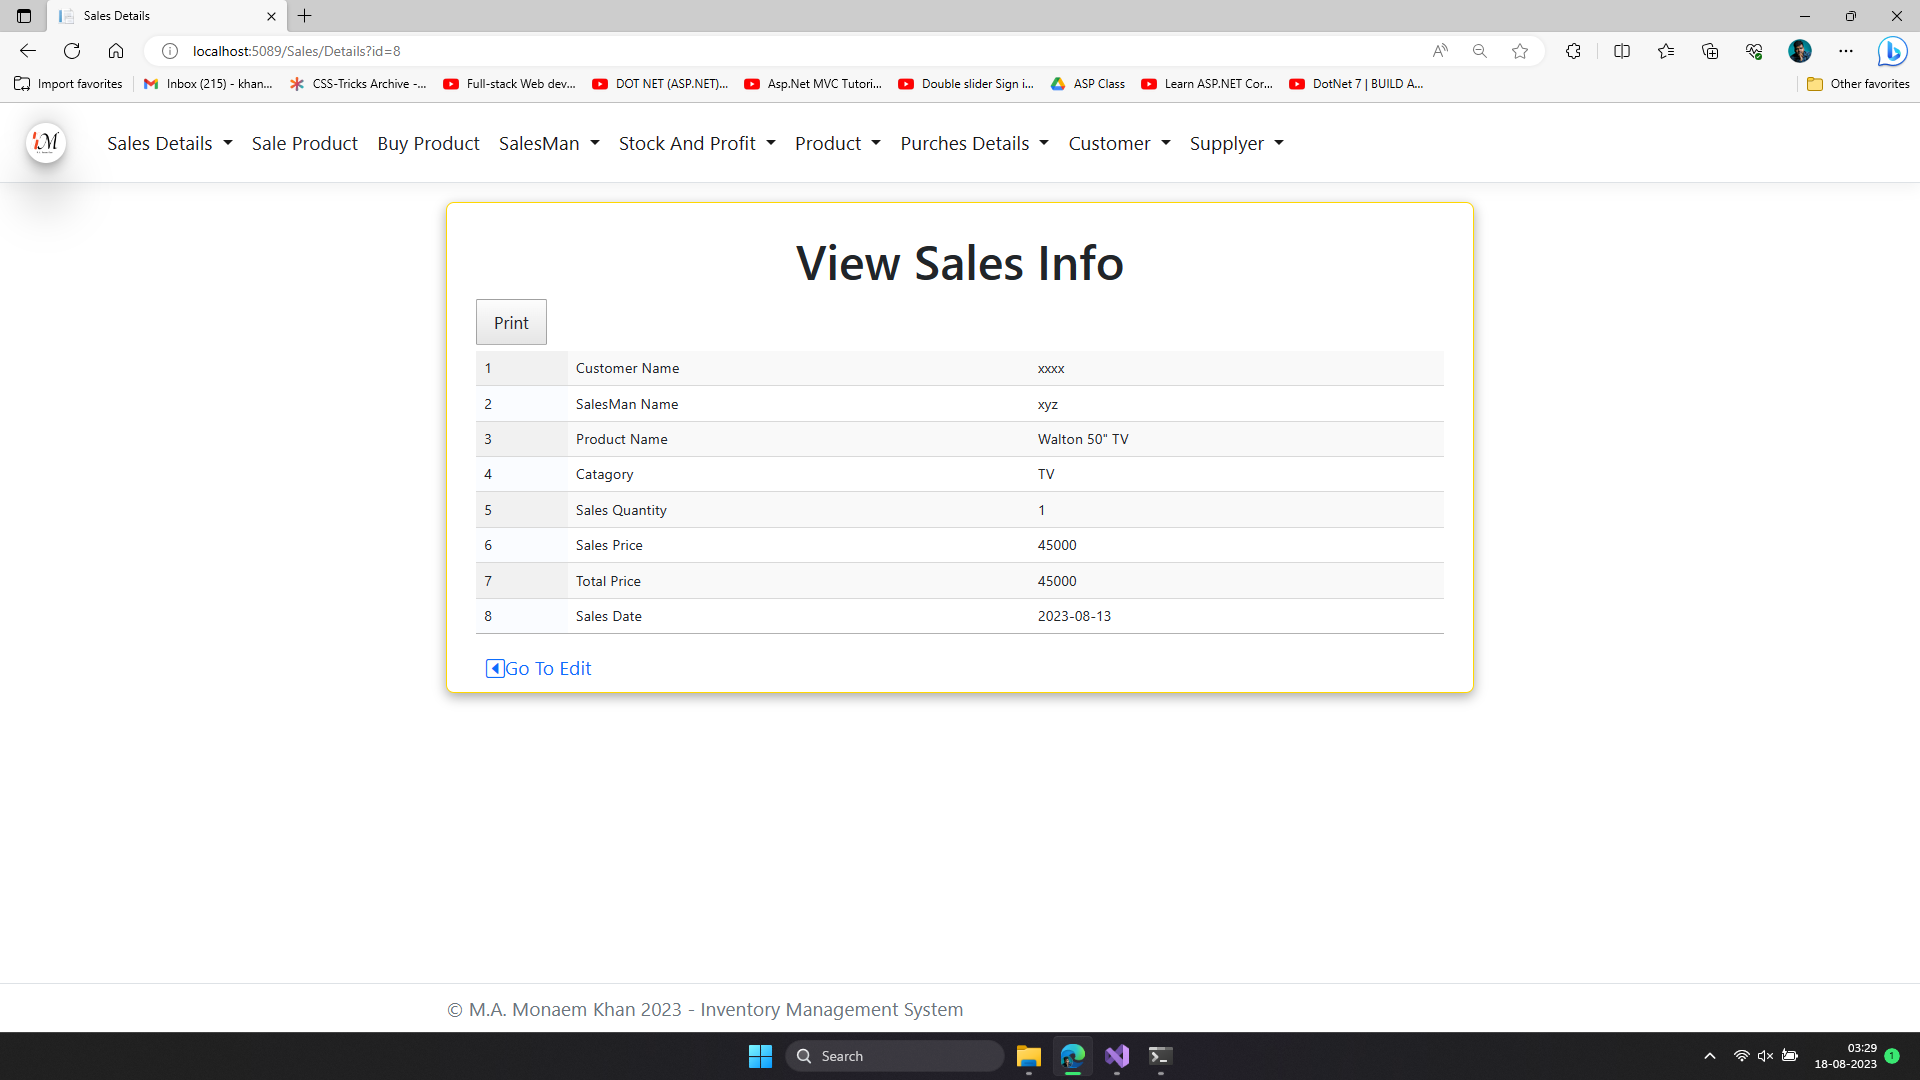 Sales Details
localhost:5089/Sales/Details?id=8
Import favorites
Inbox (215) - khan...
CSS-Tricks Archive -...
Full-stack Web dev...
DOT NET (ASP.NET)...
Asp.Net MVC Tutori...
Double slider Sign i...
ASP Class
Learn ASP.NET Cor...
DotNet 7 | BUILD A...
Other favorites
M
Sales Details
Sale Product
Buy Product
SalesMan
Stock And Profit
Product
Purches Details
Customer
Supplyer
View Sales Info
Print
1 Customer Name xxxx
2 SalesMan Name xyz
3 Product Name Walton 50" TV
4 Catagory TV
5 Sales Quantity 1
6 Sales Price 45000
7 Total Price 45000
8 Sales Date 2023-08-13
Go To Edit
© M.A. Monaem Khan 2023 - Inventory Management System
Search
03:29
18-08-2023
1